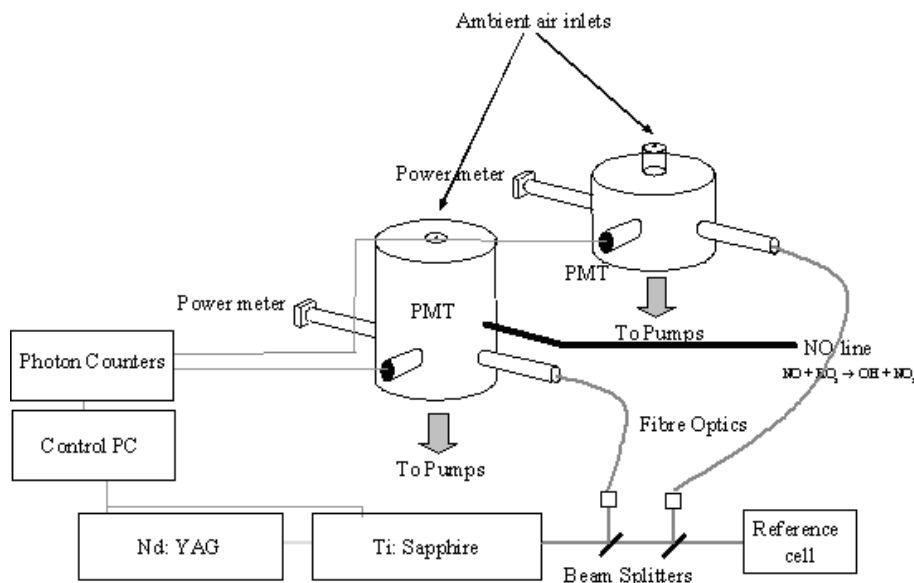 Ambient air inlets
Power meter
PMT
Power meter
PMT
To Pumps
NO line
NO + HO₂ → OH + NO₂
Photon Counters
Fibre Optics
Control PC
To Pumps
Nd: YAG
Ti: Sapphire
Reference
cell
Beam Splitters